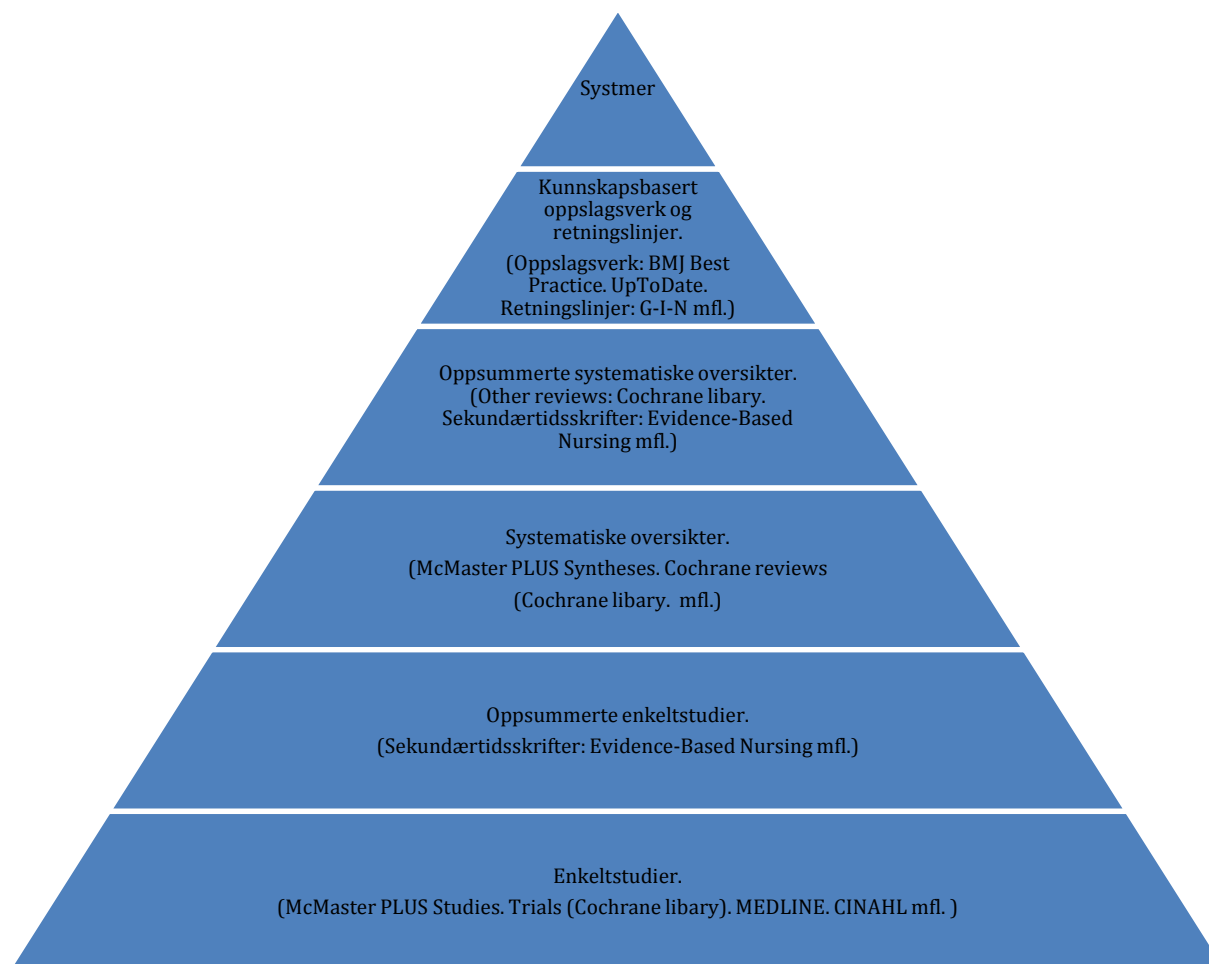 Systmer
Kunnskapsbasert
oppslagsverk og
retningslinjer.
(Oppslagsverk: BMJ Best
Practice. UpToDate.
Retningslinjer: G-I-N mfl.)
Oppsummerte systematiske oversikter.
(Other reviews: Cochrane libary.
Sekundærtidsskrifter: Evidence-Based
Nursing mfl.)
Systematiske oversikter.
(McMaster PLUS Syntheses. Cochrane reviews
(Cochrane libary.  mfl.)
Oppsummerte enkeltstudier.
(Sekundærtidsskrifter: Evidence-Based Nursing mfl.)
Enkeltstudier.
(McMaster PLUS Studies. Trials (Cochrane libary). MEDLINE. CINAHL mfl. )